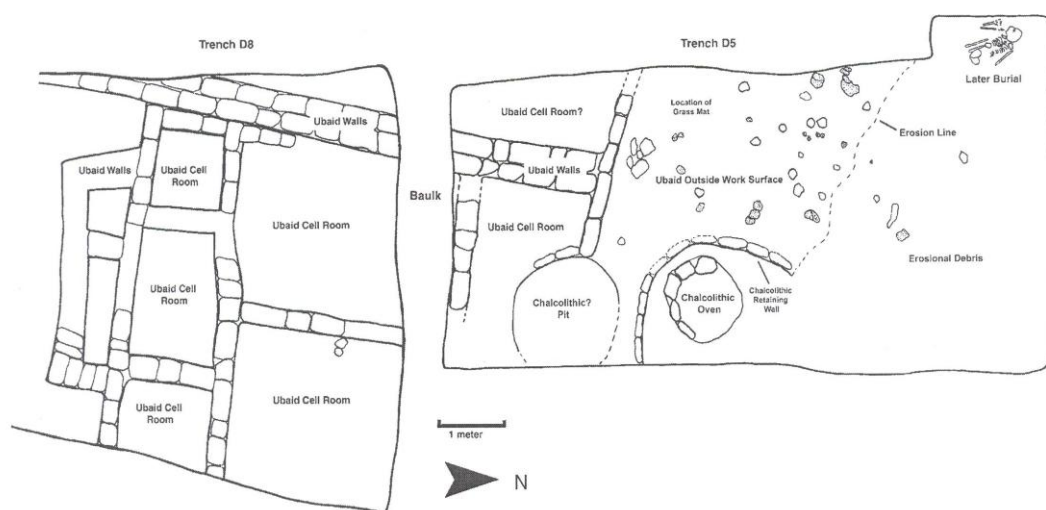 Trench D8
Ubaid Walls
Ubaid Walls
Ubaid Cell
Room
Ubaid Cell Room
Ubaid Cell
Room
Ubaid Cell Room
Ubaid Cell
Room
Baulk
Trench D5
Later Burial
Ubaid Cell Room?
Location of
Grass Mat
Erosion Line
Ubaid Walls
Ubaid Outside Work Surface
Ubaid Cell Room
Erosional Debris
Chalcolithic?
Pit
Chalcolithic
Oven
Chalcolithic
Retaining
Wall
1 meter
N